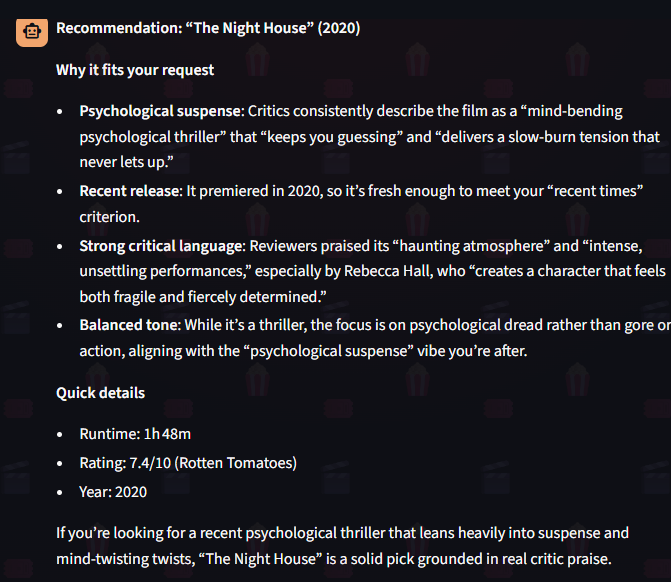 Recommendation: “The Night House” (2020)
Why it fits your request
• Psychological suspense: Critics consistently describe the film as a “mind-bending
psychological thriller” that “keeps you guessing” and “delivers a slow-burn tension that
never lets up.”
• Recent release: It premiered in 2020, so it’s fresh enough to meet your “recent times”
criterion.
• Strong critical language: Reviewers praised its “haunting atmosphere” and “intense,
unsettling performances,” especially by Rebecca Hall, who “creates a character that feels
both fragile and fiercely determined.”
• Balanced tone: While it’s a thriller, the focus is on psychological dread rather than gore or
action, aligning with the “psychological suspense” vibe you’re after.
Quick details
• Runtime: 1h 48m
• Rating: 7.4/10 (Rotten Tomatoes)
• Year: 2020
If you’re looking for a recent psychological thriller that leans heavily into suspense and
mind-twisting twists, “The Night House” is a solid pick grounded in real critic praise.